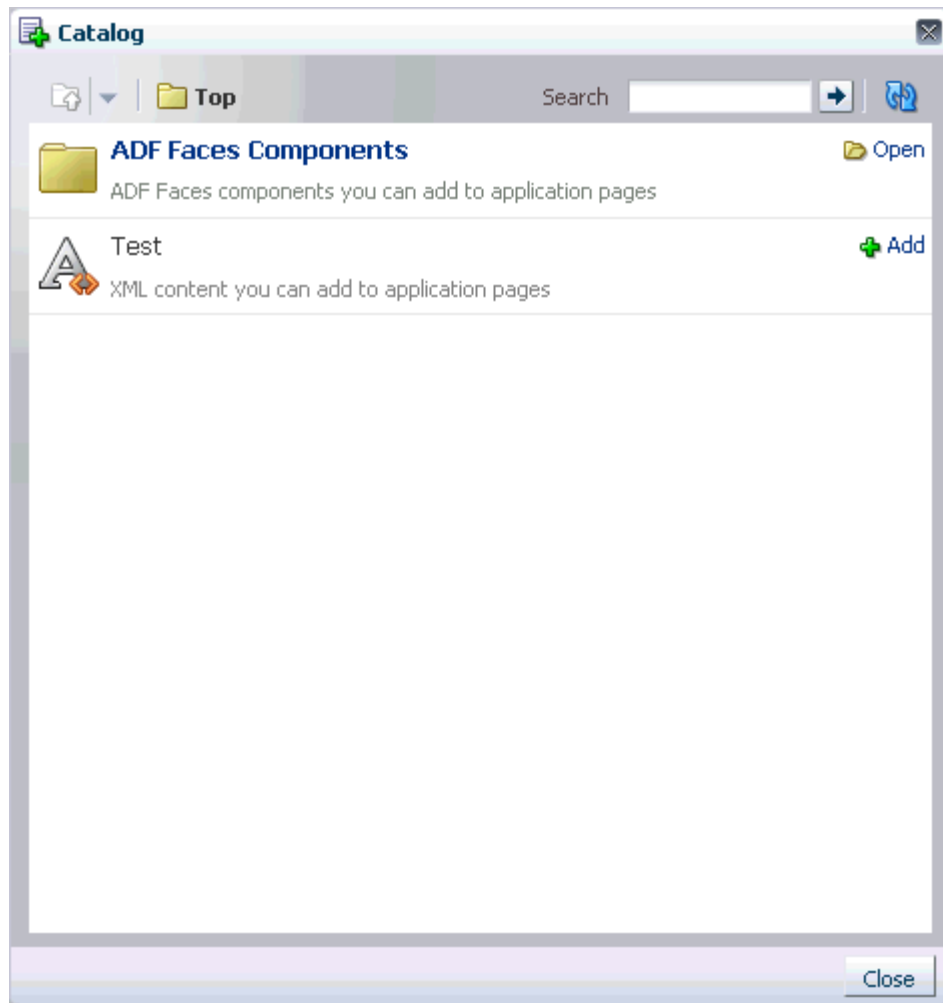 Catalog
Top
Search
ADF Faces Components
Open
ADF Faces components you can add to application pages
Test
Add
XML content you can add to application pages
Close